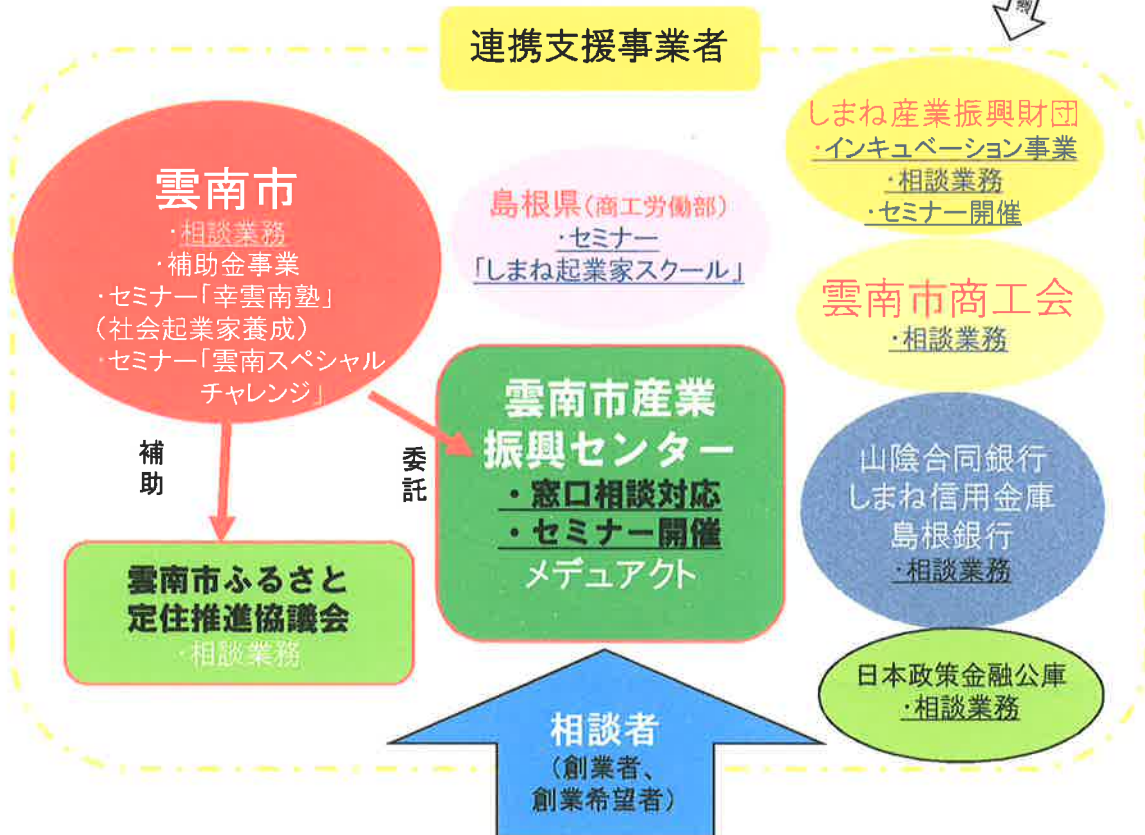 連携支援事業者
雲南市
・相談業務
・補助金事業
・セミナー「幸雲南塾」
(社会起業家養成)
・セミナー「雲南スペシャル
チャレンジ」
島根県(商工労働部)
・セミナー
「しまね起業家スクール」
しまね産業振興財団
・インキュベーション事業
・相談業務
・セミナー開催
雲南市商工会
・相談業務
補助
委託
雲南市産業
振興センター
・窓口相談対応
・セミナー開催
メデュアクト
山陰合同銀行
しまね信用金庫
島根銀行
・相談業務
雲南市ふるさと
定住推進協議会
・相談業務
日本政策金融公庫
・相談業務
相談者
(創業者、
創業希望者)